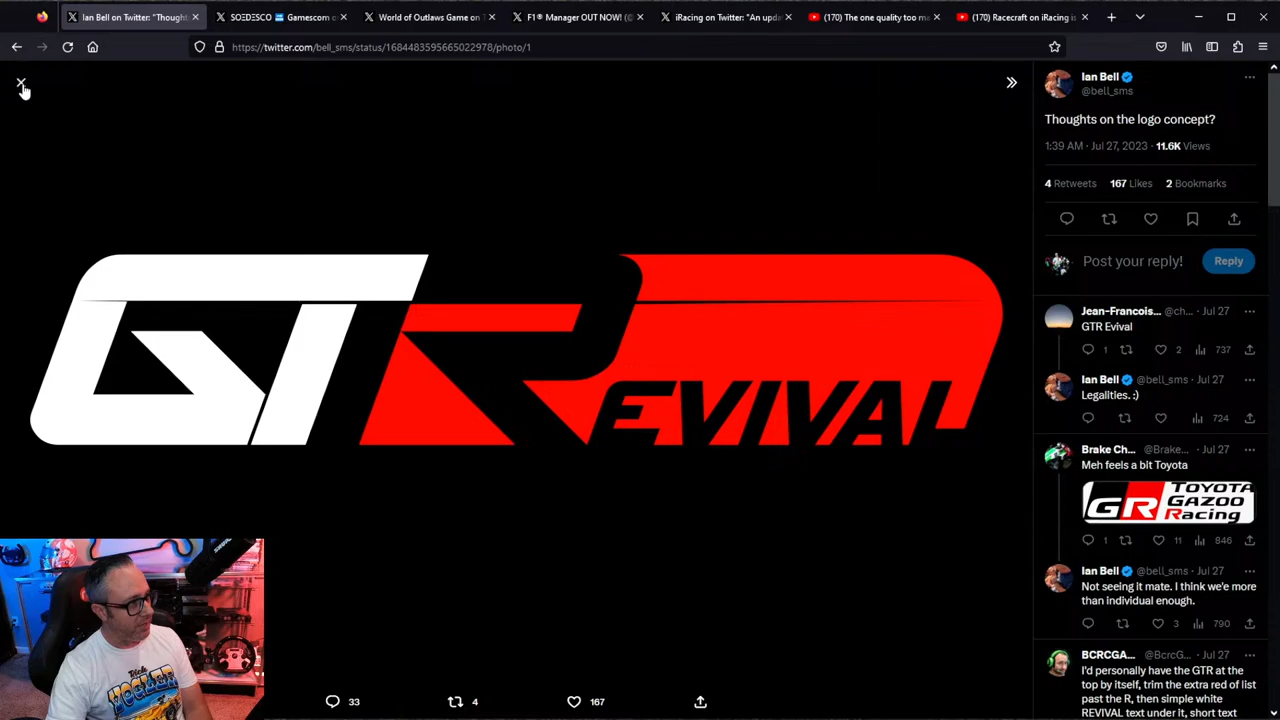 Ian Bell on Twitter: "Thought
SOEDESCO Gamescom o
World of Outlaws Game on T
F1® Manager OUT NOW! (@
iRacing on Twitter: "An upda
(170) The one quality too ma
(170) Racecraft on iRacing is
https://twitter.com/bell_sms/status/1684483595665022978/photo/1
GTREVIVAL
33
4
167
Ian Bell
@bell_sms
Thoughts on the logo concept?
1:39 AM · Jul 27, 2023 · 11.6K Views
4 Retweets 167 Likes 2 Bookmarks
Post your reply!
Reply
Jean-Francois... @ch... · Jul 27
GTR Evival
1 2 737
Ian Bell @bell_sms · Jul 27
Legalities. :)
1 724
Brake Ch... @Brake... · Jul 27
Meh feels a bit Toyota
GR TOYOTA
GAZOO
Racing
1 11 846
Ian Bell @bell_sms · Jul 27
Not seeing it mate. I think we'e more
than individual enough.
3 790
BCRCGA... @BcrcG... · Jul 27
I'd personally have the GTR at the
top by itself, trim the extra red of list
past the R, then simple white
REVIVAL text under it, short text